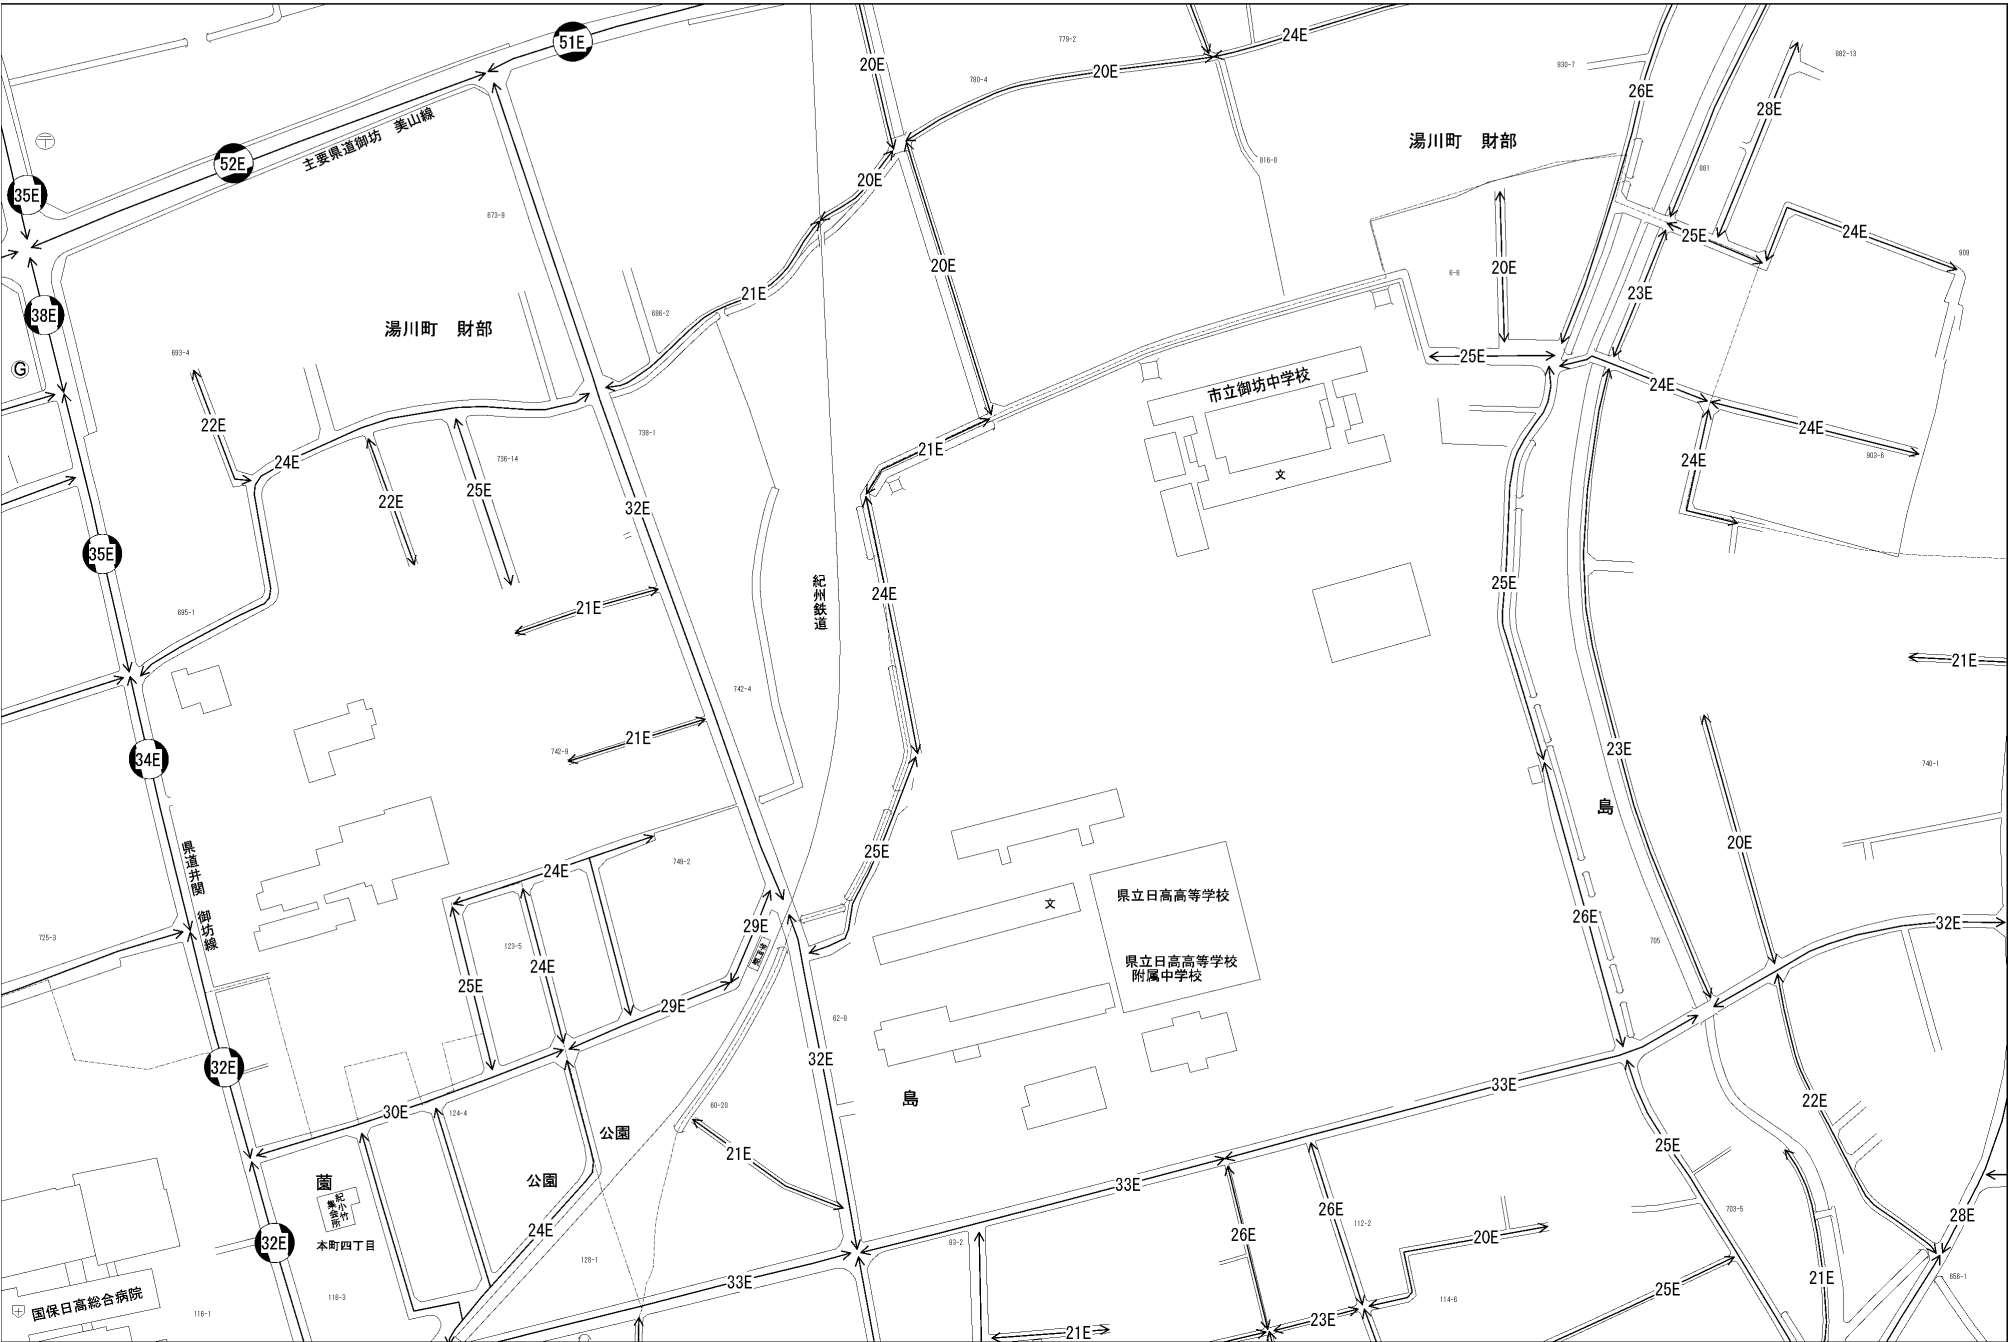 51E
24E
779-2
882-13
20E
830-7
20E
780-4
26E
28E
主要県道御坊 美山線
湯川町 財部
52E
816-8
881
20E
35E
673-9
25E
24E
909
20E
20E
6-6
21E
23E
686-2
38E
湯川町 財部
693-4
25E
G
市立御坊中学校
24E
22E
738-1
24E
21E
903-6
736-14
24E
24E
文
25E
22E
32E
35E
25E
紀州鉄道
24E
21E
695-1
21E
742-4
21E
742-9
23E
34E
740-1
島
20E
県道井関 御坊線
25E
749-2
24E
県立日高高等学校
文
26E
32E
29E
725-3
123-5
705
県立日高高等学校
附属中学校
24E
25E
29E
62-8
32E
32E
33E
島
22E
60-20
30E
124-4
公園
25E
21E
公園
薗
33E
紀小竹
集会所
26E
703-5
112-2
28E
24E
26E
32E
本町四丁目
20E
83-2
128-1
21E
656-1
33E
25E
国保日高総合病院
116-3
114-6
116-1
23E
21E